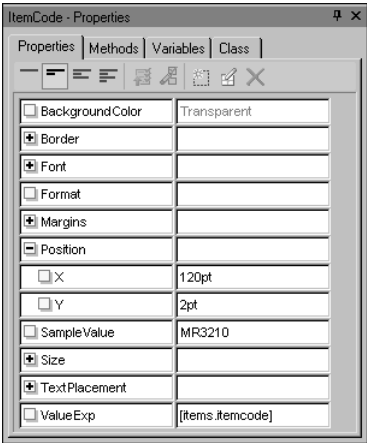 ItemCode - Properties
Properties Methods Variables Class
BackgroundColor Transparent
Border
Font
Format
Margins
Position
X 120pt
Y 2pt
SampleValue MR3210
Size
TextPlacement
ValueExp [items.itemcode]